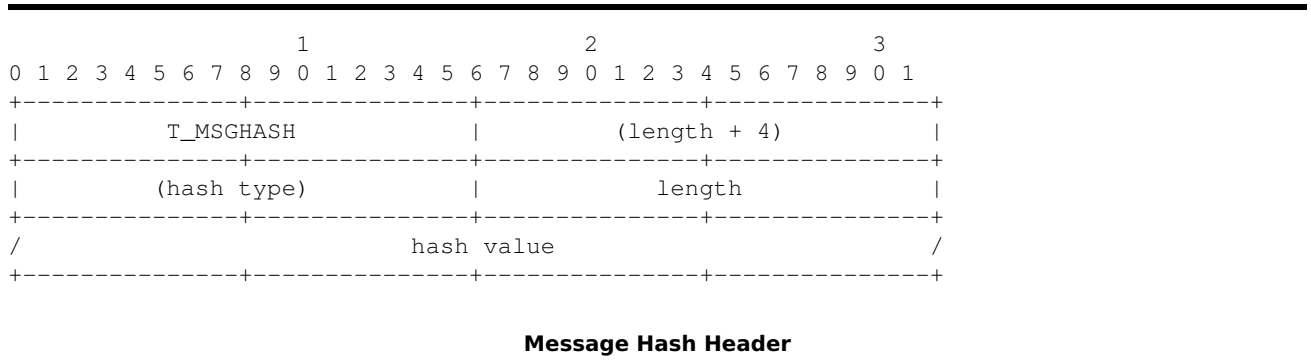 1                   2                   3
0 1 2 3 4 5 6 7 8 9 0 1 2 3 4 5 6 7 8 9 0 1 2 3 4 5 6 7 8 9 0 1
+---------------+---------------+---------------+---------------+
|          T_MSGHASH            |         (length + 4)          |
+---------------+---------------+---------------+---------------+
|         (hash type)           |            length             |
+---------------+---------------+---------------+---------------+
/                           hash value                          /
+---------------+---------------+---------------+---------------+
Message Hash Header